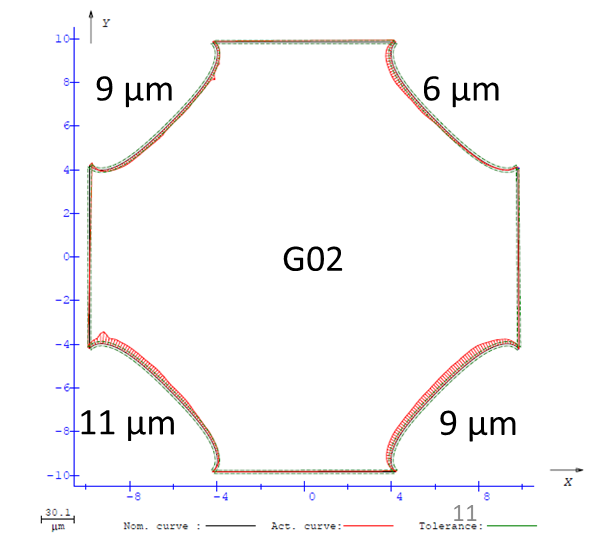 Y
10
9 µm
6 µm
8
6
4
2
0
G02
-2
-4
-6
11 µm
9 µm
-8
-10
X
-8 -4 0 4 8
30.1
µm
Nom. curve : Act. curve: Tolerance:
11